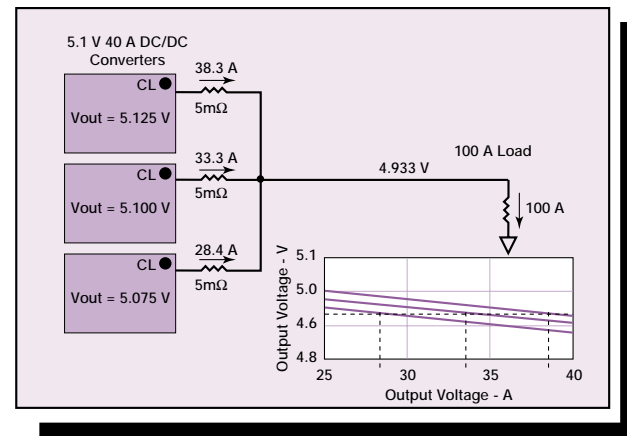 5.1 V 40 A DC/DC
Converters
CL
38.3 A
5mΩ
Vout = 5.125 V
CL
33.3 A
5mΩ
Vout = 5.100 V
CL
28.4 A
5mΩ
Vout = 5.075 V
4.933 V
100 A Load
100 A
Output Voltage - V
5.1
5.0
4.6
4.8
25
30
35
40
Output Voltage - A